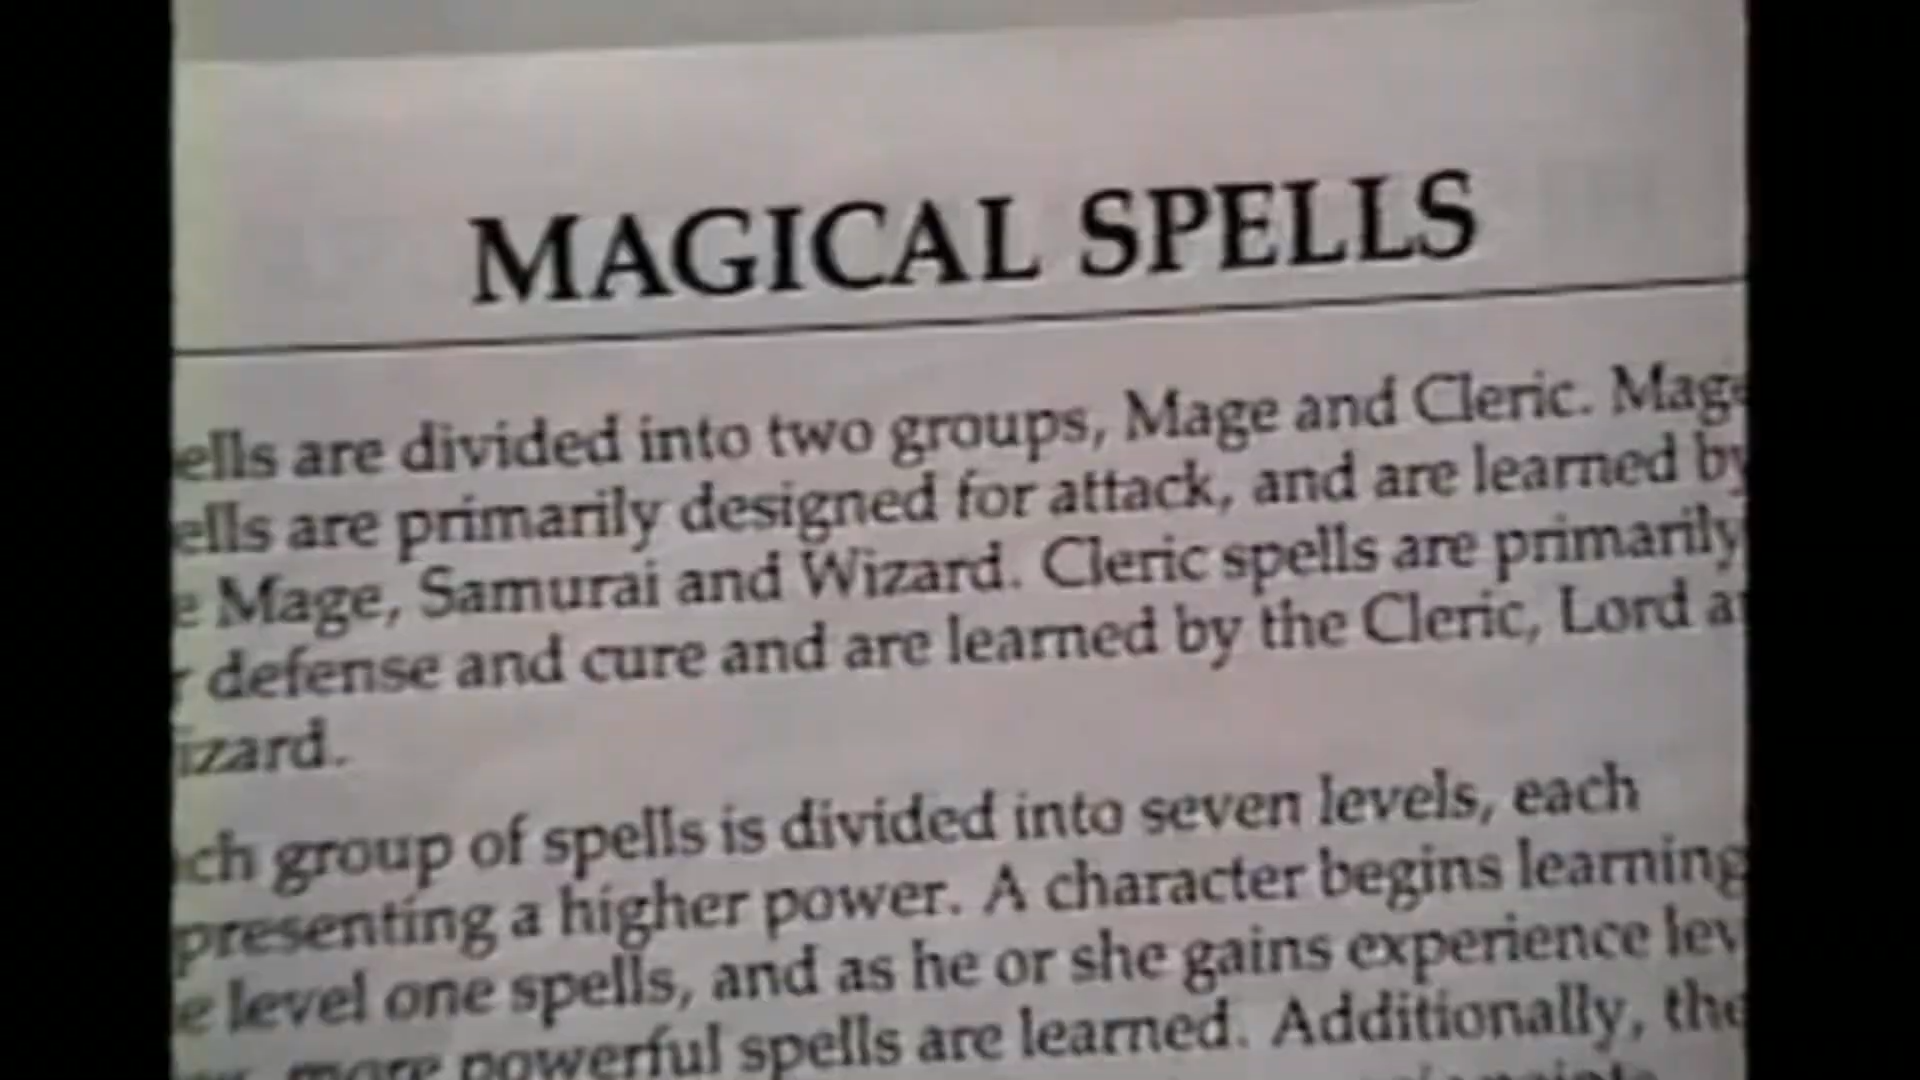 MAGICAL SPELLS
ells are divided into two groups, Mage and Cleric. Mage
ells are primarily designed for attack, and are learned by
e Mage, Samurai and Wizard. Cleric spells are primarily
r defense and cure and are learned by the Cleric, Lord a
izard.
ch group of spells is divided into seven levels, each
presenting a higher power. A character begins learning
e level one spells, and as he or she gains experience lev
more powerful spells are learned. Additionally, the